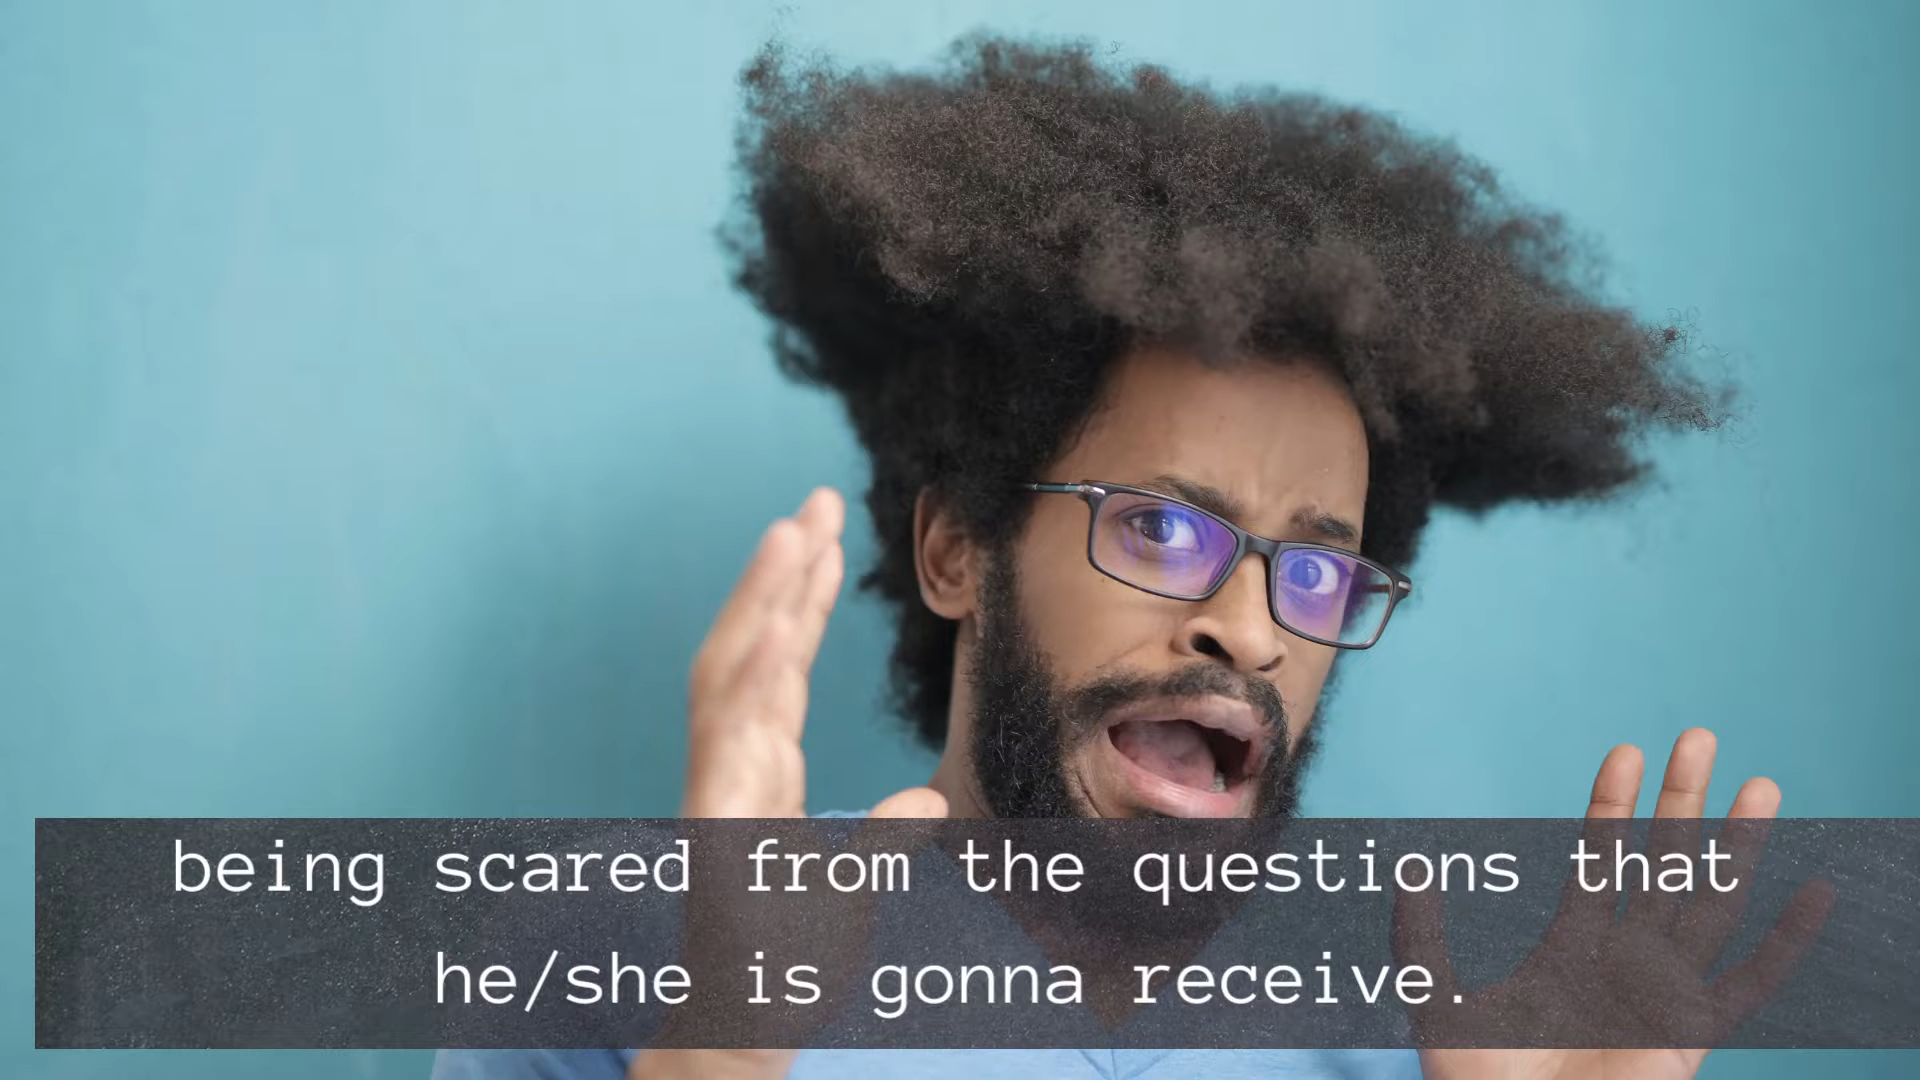 being scared from the questions that
he/she is gonna receive.